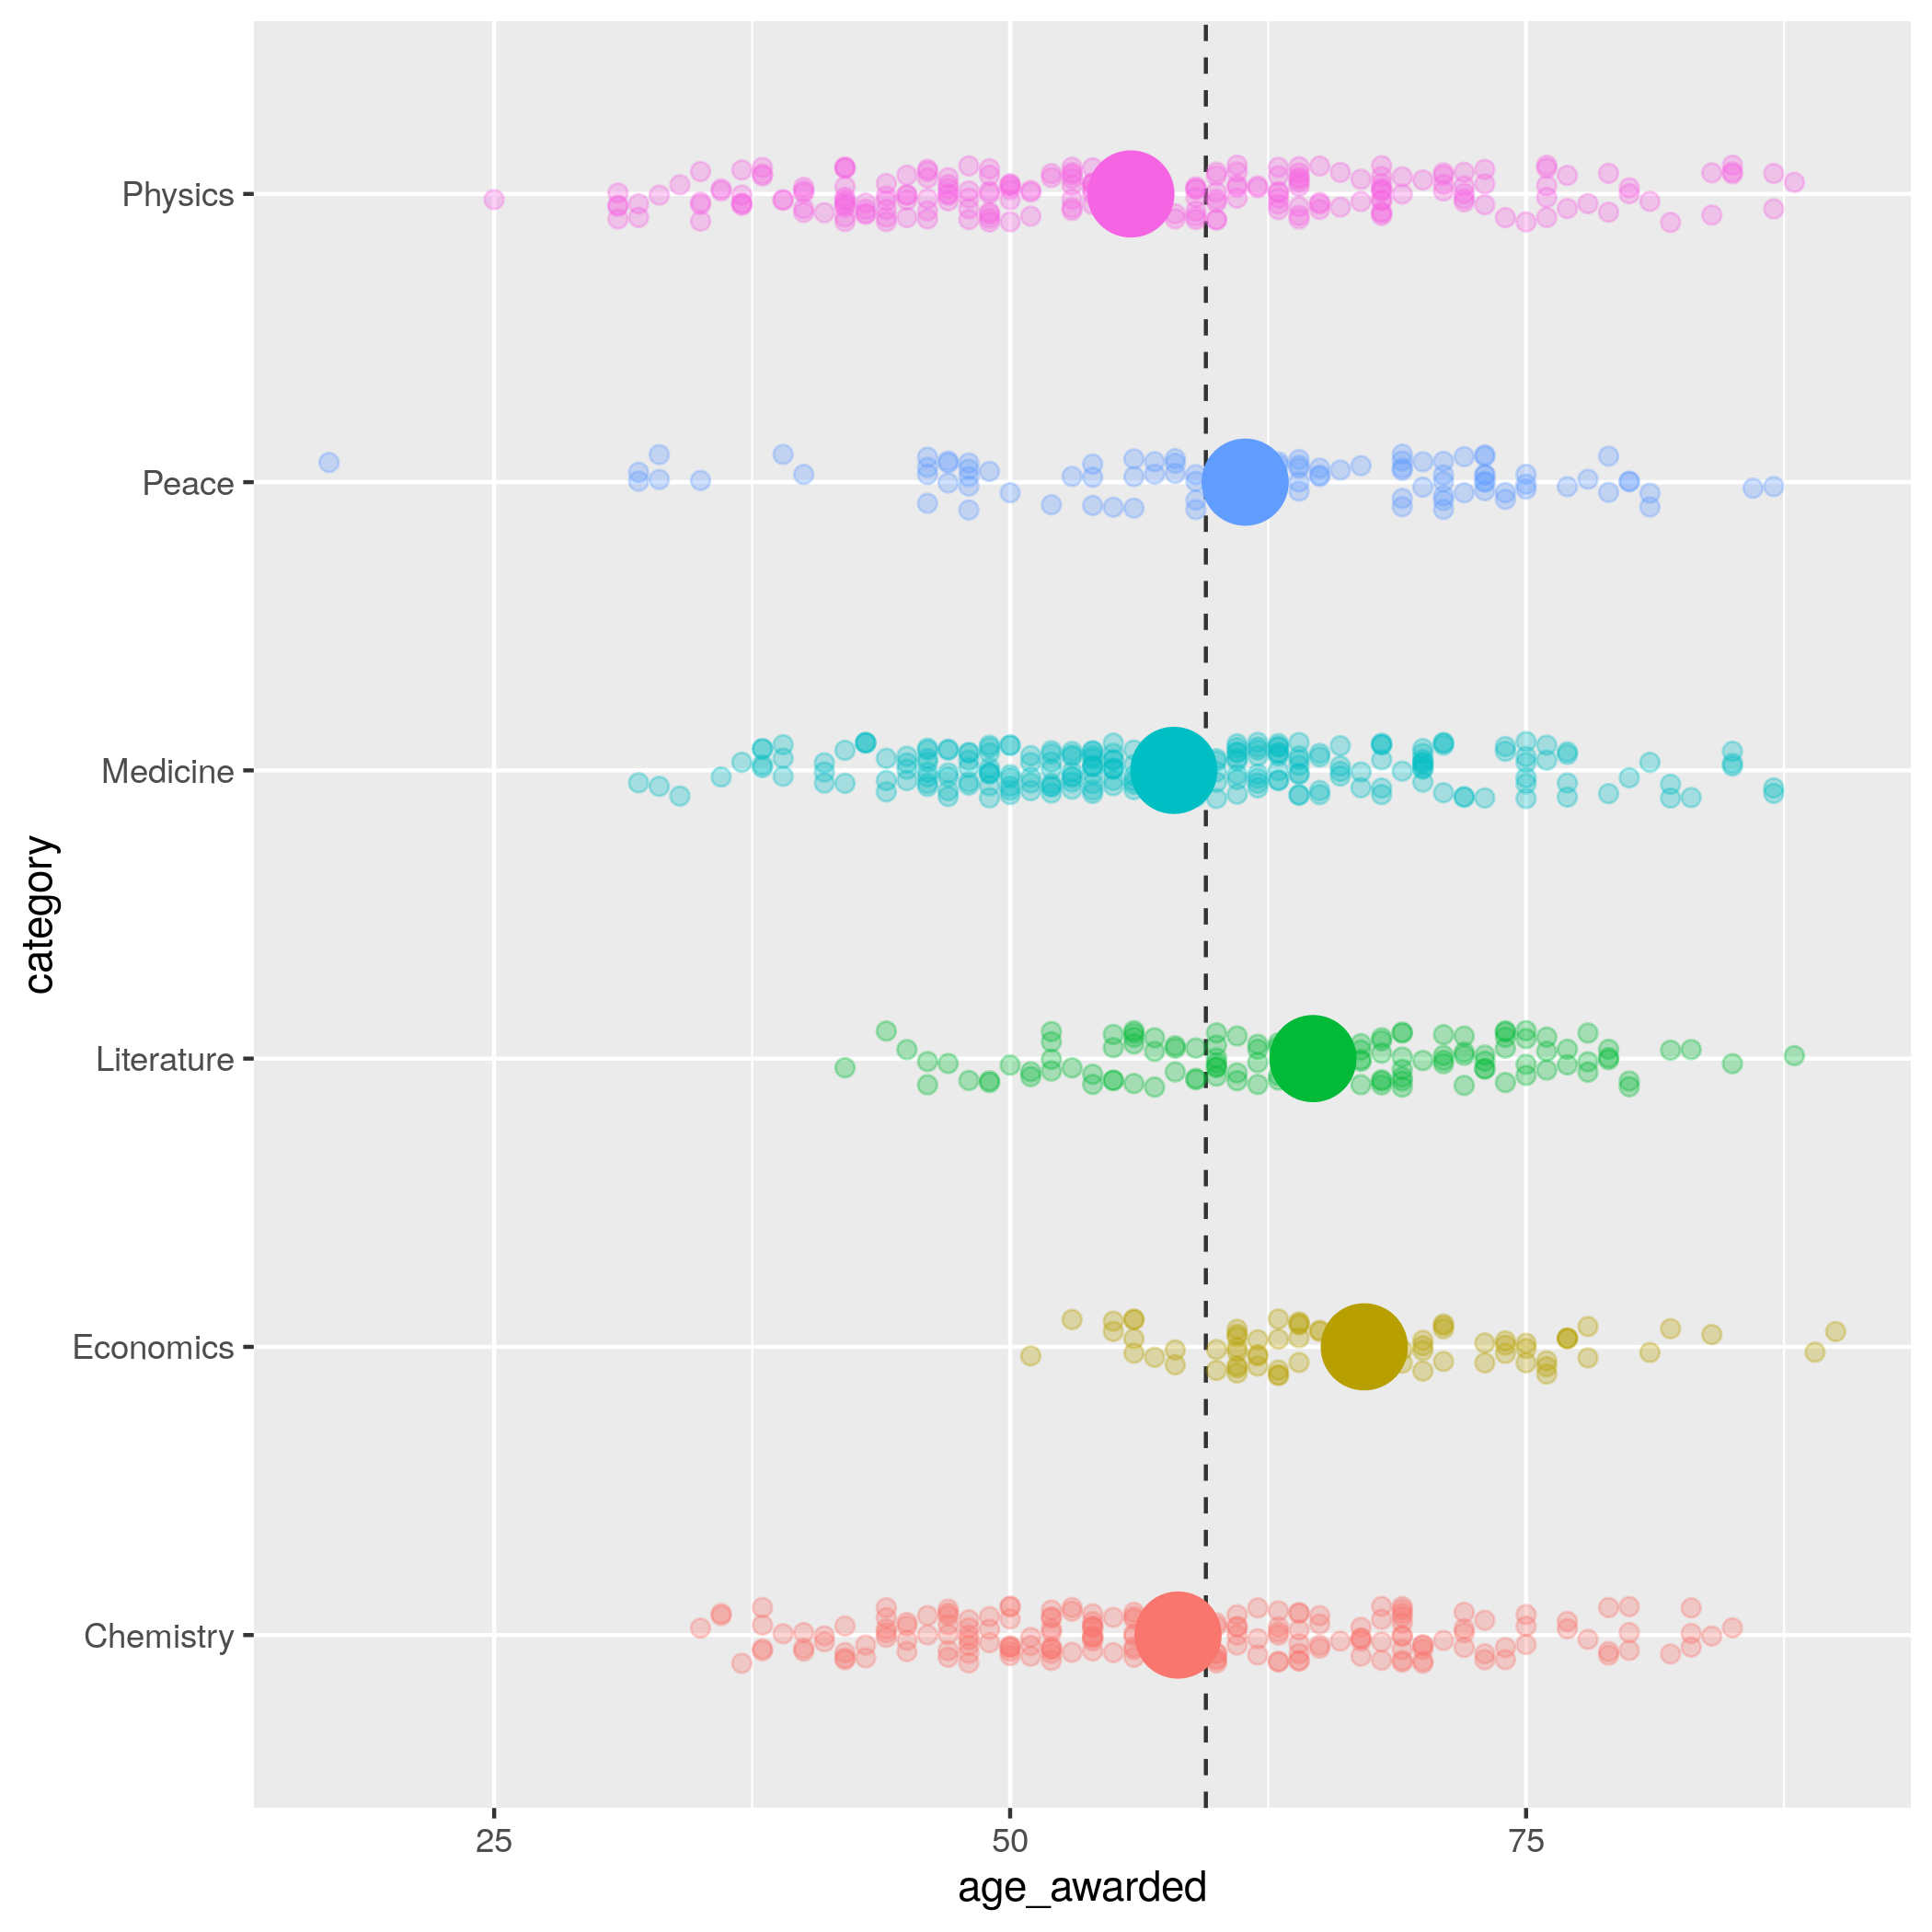 Physics
Peace
Medicine
Literature
Economics
Chemistry
category
25 50 75
age_awarded